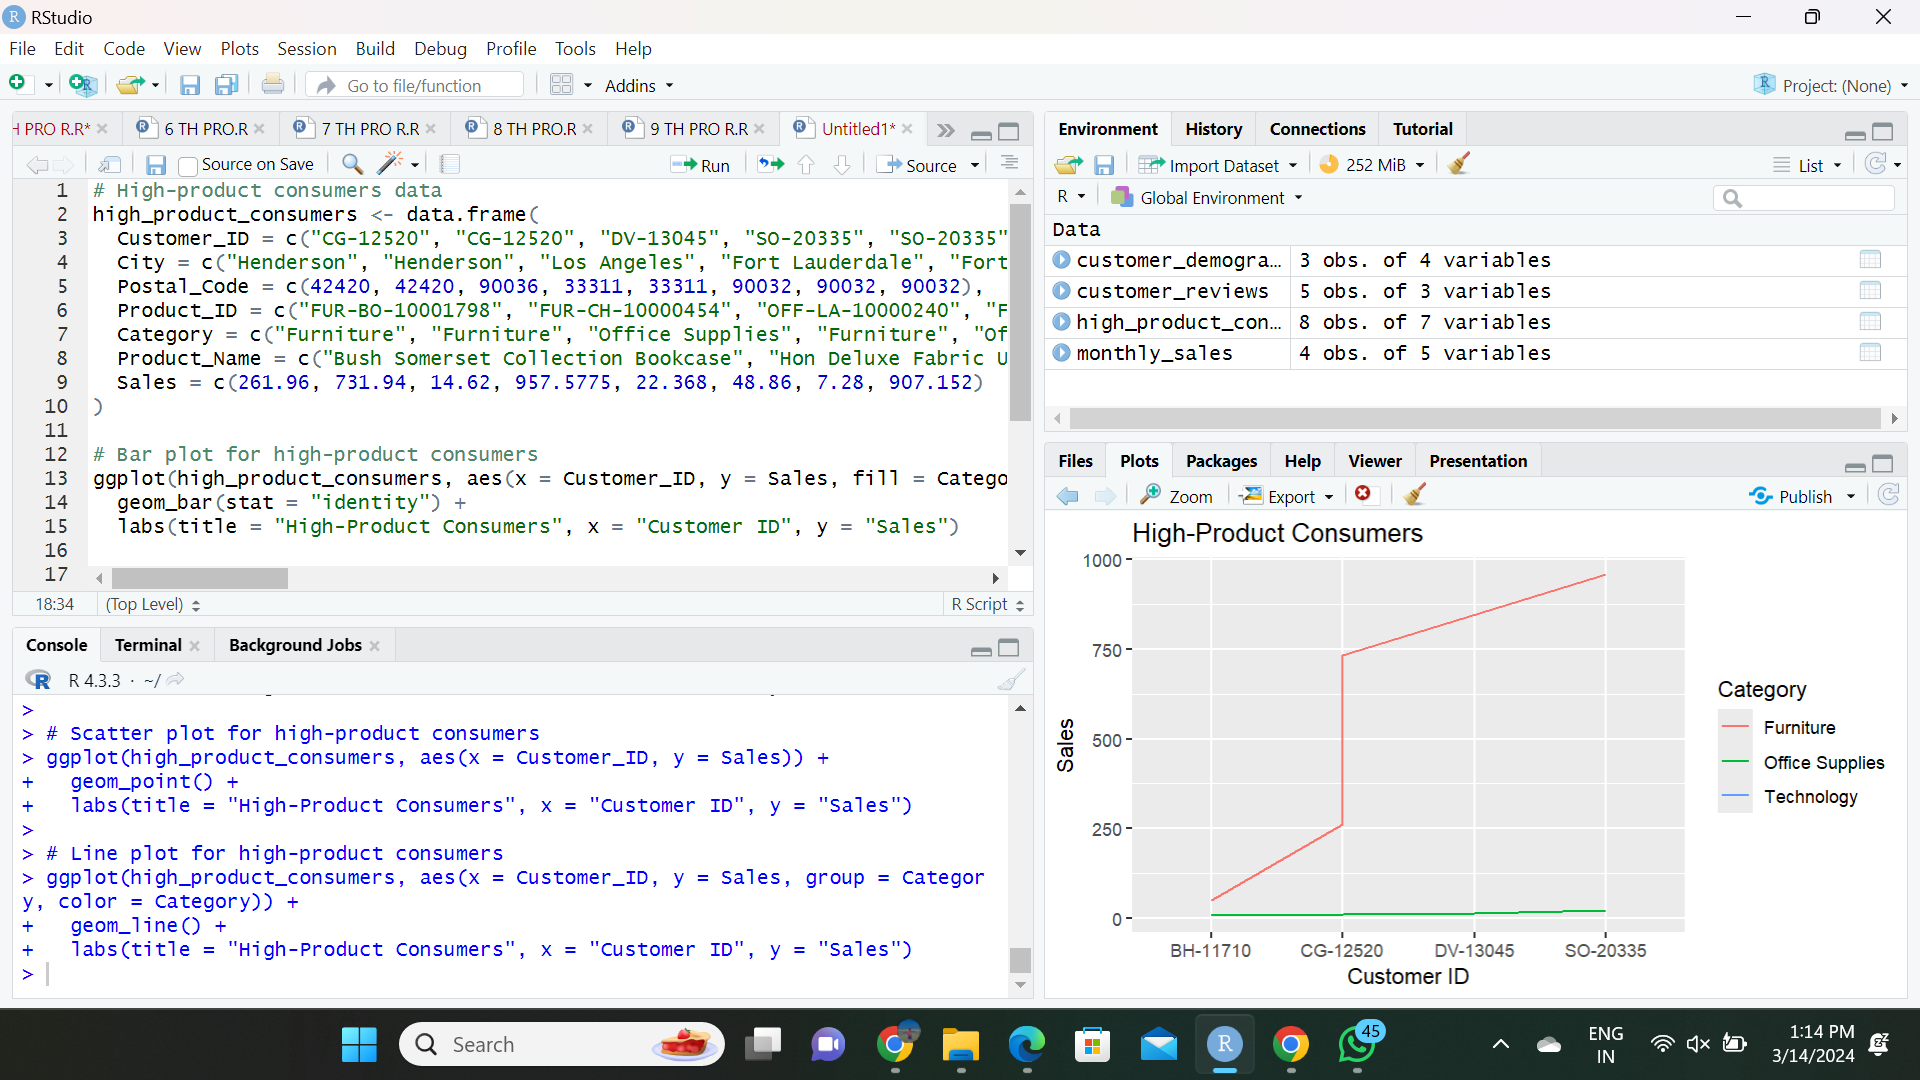 RStudio
File Edit Code View Plots Session Build Debug Profile Tools Help
Go to file/function Addins Project: (None)
H PRO R.R* 6 TH PRO.R 7 TH PRO R.R 8 TH PRO.R 9 TH PRO R.R Untitled1*
Source on Save Run Source
1 # High-product consumers data
2 high_product_consumers <- data.frame(
3 Customer_ID = c("CG-12520", "CG-12520", "DV-13045", "SO-20335", "SO-20335"
4 City = c("Henderson", "Henderson", "Los Angeles", "Fort Lauderdale", "Fort
5 Postal_Code = c(42420, 42420, 90036, 33311, 33311, 90032, 90032, 90032),
6 Product_ID = c("FUR-BO-10001798", "FUR-CH-10000454", "OFF-LA-10000240", "F
7 Category = c("Furniture", "Furniture", "Office Supplies", "Furniture", "Of
8 Product_Name = c("Bush Somerset Collection Bookcase", "Hon Deluxe Fabric U
9 Sales = c(261.96, 731.94, 14.62, 957.5775, 22.368, 48.86, 7.28, 907.152)
10 )
11
12 # Bar plot for high-product consumers
13 ggplot(high_product_consumers, aes(x = Customer_ID, y = Sales, fill = Catego
14 geom_bar(stat = "identity") +
15 labs(title = "High-Product Consumers", x = "Customer ID", y = "Sales")
16
17
18:34 (Top Level) R Script
Console Terminal Background Jobs
R 4.3.3 · ~/
>
> # Scatter plot for high-product consumers
> ggplot(high_product_consumers, aes(x = Customer_ID, y = Sales)) +
+ geom_point() +
+ labs(title = "High-Product Consumers", x = "Customer ID", y = "Sales")
>
> # Line plot for high-product consumers
> ggplot(high_product_consumers, aes(x = Customer_ID, y = Sales, group = Categor
y, color = Category)) +
+ geom_line() +
+ labs(title = "High-Product Consumers", x = "Customer ID", y = "Sales")
>
Environment History Connections Tutorial
Import Dataset 252 MiB List
R Global Environment
Data
customer_demogra… 3 obs. of 4 variables
customer_reviews 5 obs. of 3 variables
high_product_con… 8 obs. of 7 variables
monthly_sales 4 obs. of 5 variables
Files Plots Packages Help Viewer Presentation
Zoom Export Publish
High-Product Consumers
1000
750
500
250
0
Sales
BH-11710 CG-12520 DV-13045 SO-20335
Customer ID
Category
Furniture
Office Supplies
Technology
Search
45
ENG
IN
1:14 PM
3/14/2024